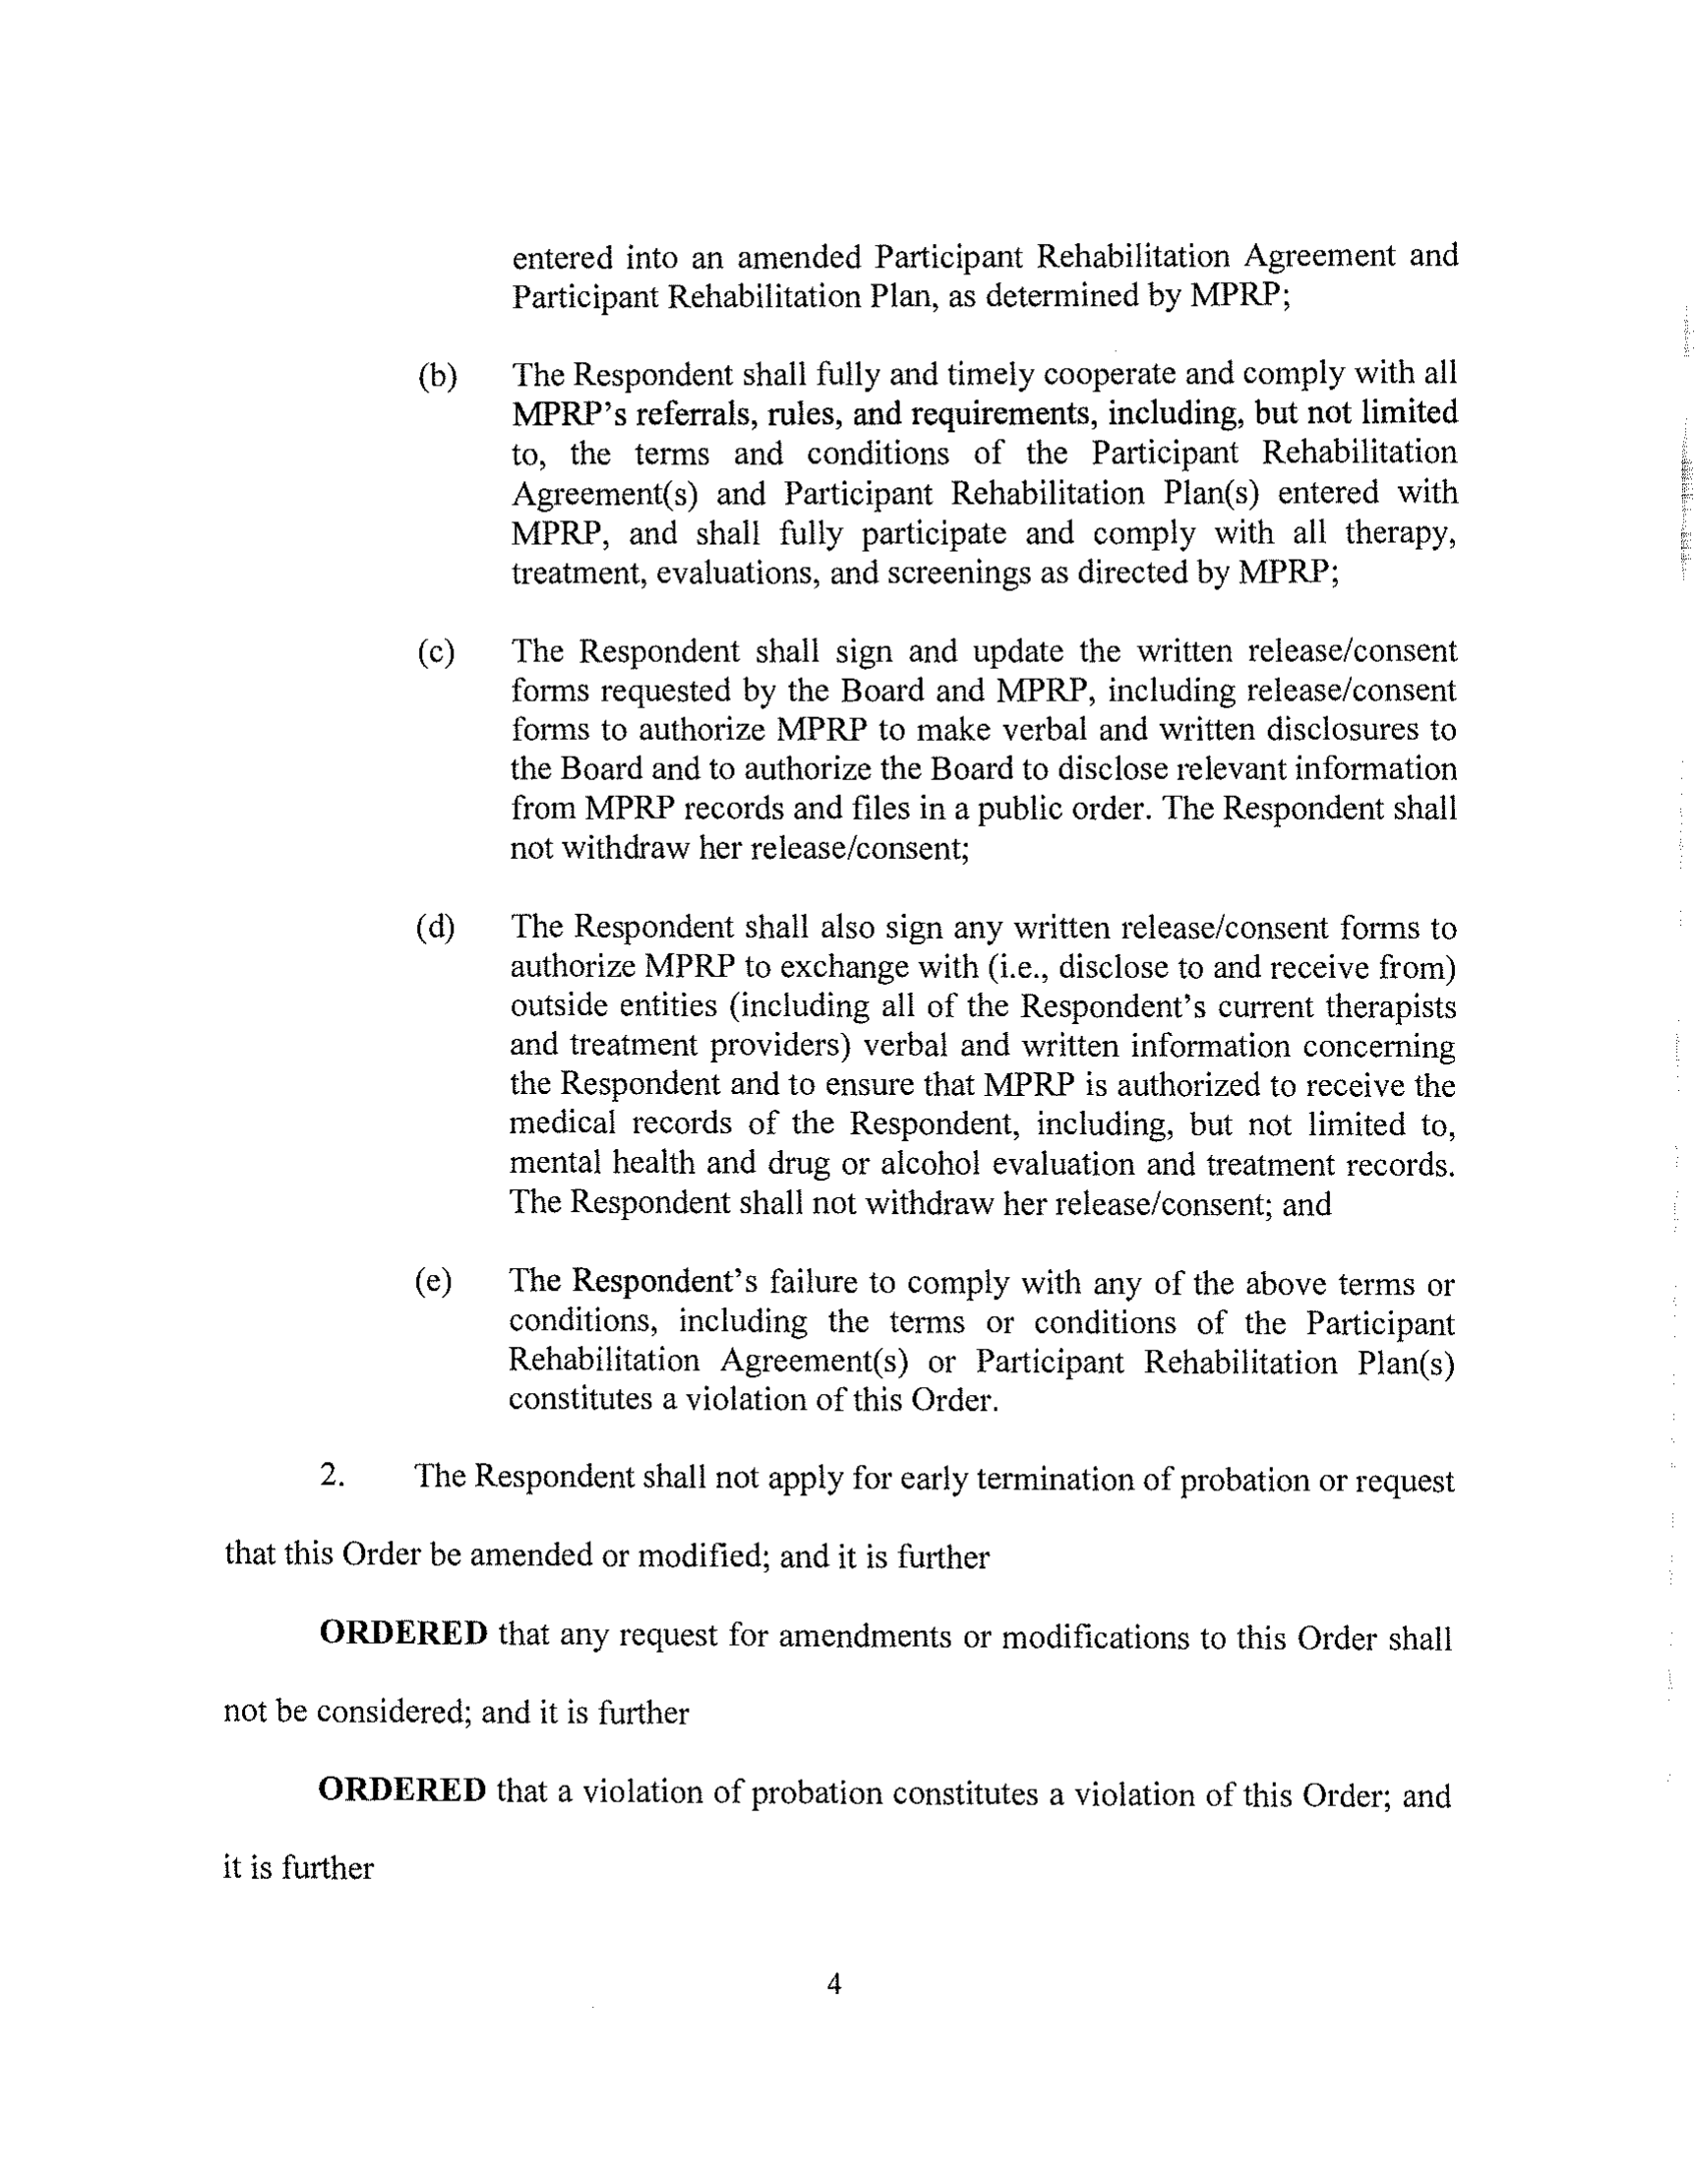 entered into an amended Participant Rehabilitation Agreement and
Participant Rehabilitation Plan, as determined by MPRP;
(b) The Respondent shall fully and timely cooperate and comply with all
MPRP's referrals, rules, and requirements, including, but not limited
to, the terms and conditions of the Participant Rehabilitation
Agreement(s) and Participant Rehabilitation Plan(s) entered with
MPRP, and shall fully participate and comply with all therapy,
treatment, evaluations, and screenings as directed by MPRP;
(c) The Respondent shall sign and update the written release/consent
forms requested by the Board and MPRP, including release/consent
forms to authorize MPRP to make verbal and written disclosures to
the Board and to authorize the Board to disclose relevant information
from MPRP records and files in a public order. The Respondent shall
not withdraw her release/consent;
(d) The Respondent shall also sign any written release/consent forms to
authorize MPRP to exchange with (i.e., disclose to and receive from)
outside entities (including all of the Respondent's current therapists
and treatment providers) verbal and written information concerning
the Respondent and to ensure that MPRP is authorized to receive the
medical records of the Respondent, including, but not limited to,
mental health and drug or alcohol evaluation and treatment records.
The Respondent shall not withdraw her release/consent; and
(e) The Respondent's failure to comply with any of the above terms or
conditions, including the terms or conditions of the Participant
Rehabilitation Agreement(s) or Participant Rehabilitation Plan(s)
constitutes a violation of this Order.
2. The Respondent shall not apply for early termination of probation or request
that this Order be amended or modified; and it is further
ORDERED that any request for amendments or modifications to this Order shall
not be considered; and it is further
ORDERED that a violation of probation constitutes a violation of this Order; and
it is further
4